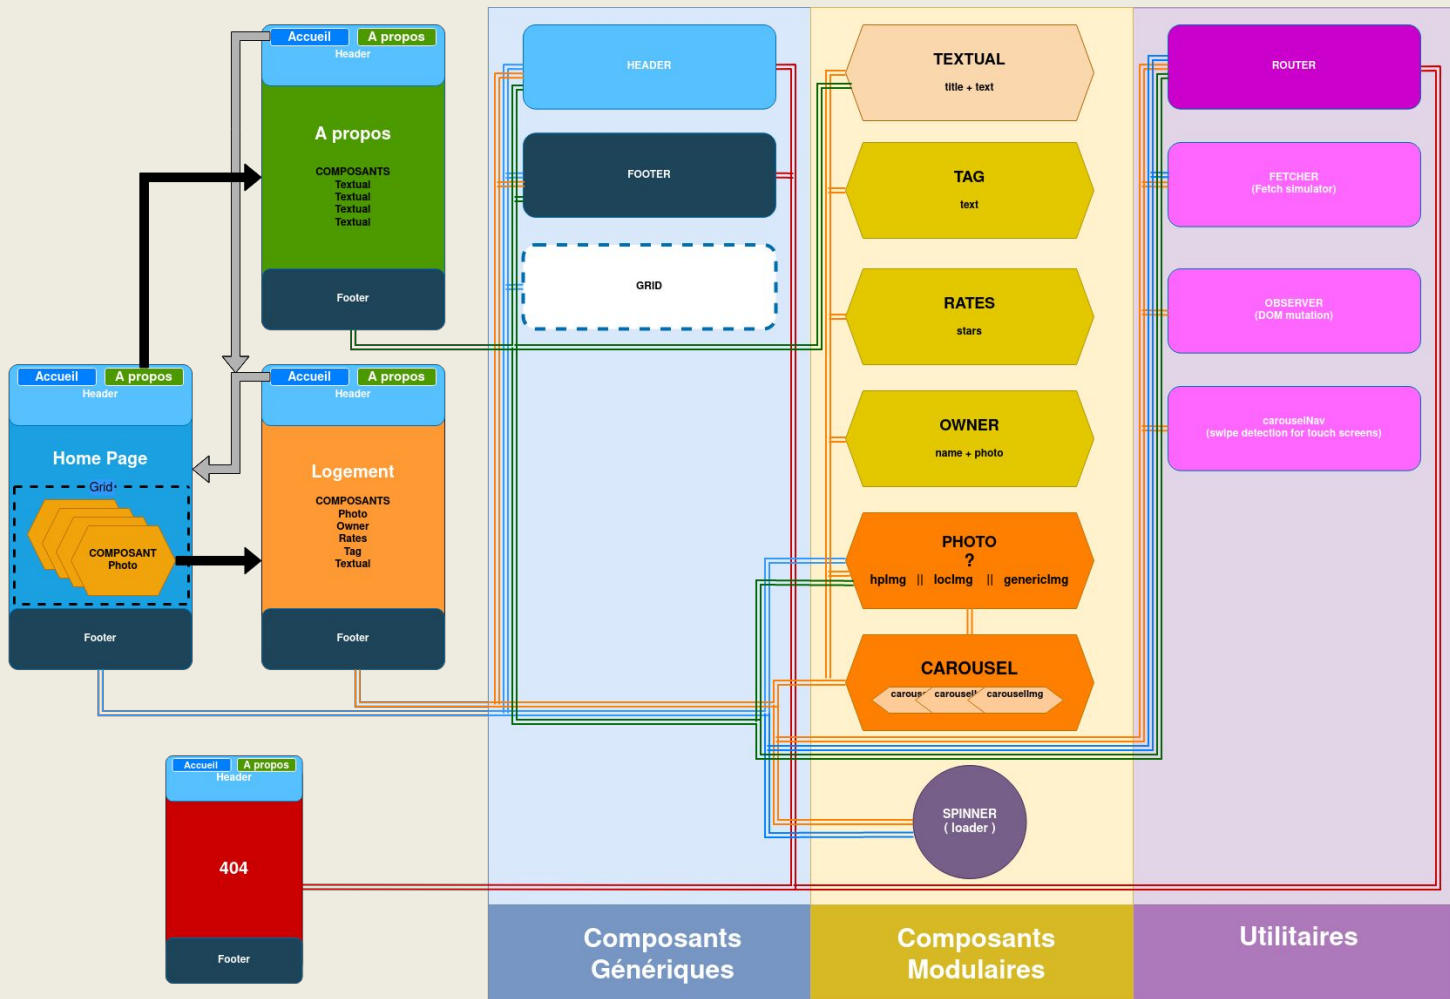 Accueil
A propos
Header
A propos
COMPOSANTS
Textual
Textual
Textual
Textual
Footer
Accueil
A propos
Header
Home Page
Grid
COMPOSANT
Photo
Footer
Accueil
A propos
Header
Logement
COMPOSANTS
Photo
Owner
Rates
Tag
Textual
Footer
Accueil
A propos
Header
404
Footer
HEADER
FOOTER
GRID
Composants
Génériques
TEXTUAL
title + text
TAG
text
RATES
stars
OWNER
name + photo
PHOTO
?
hpImg || locImg || genericImg
CAROUSEL
carouselImg
SPINNER
( loader )
Composants
Modulaires
ROUTER
FETCHER
(Fetch simulator)
OBSERVER
(DOM mutation)
carouselNav
(swipe detection for touch screens)
Utilitaires